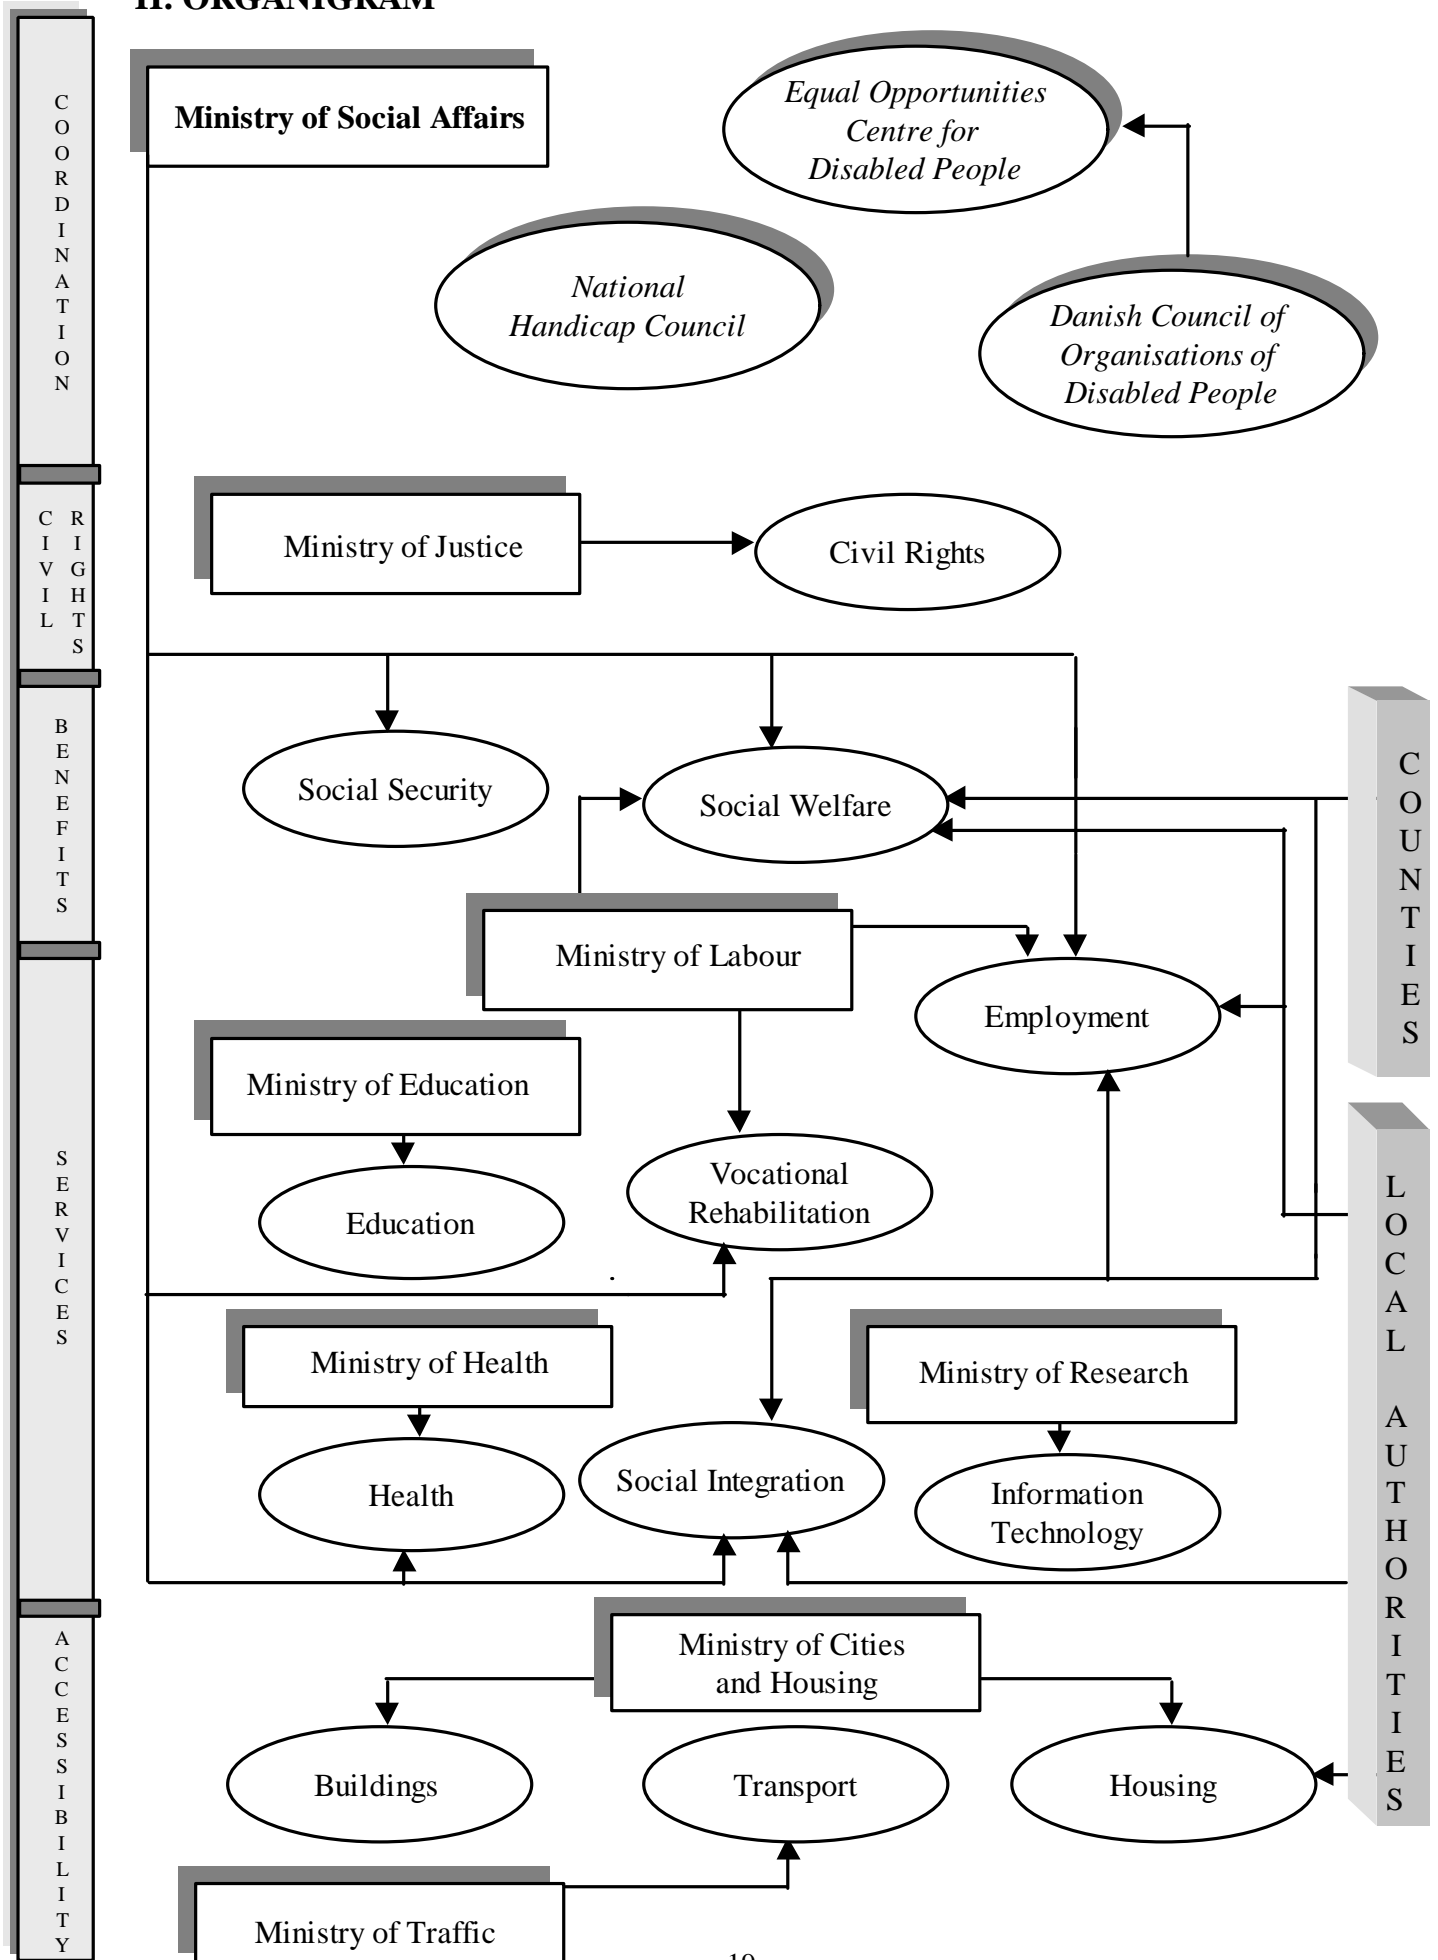 II. ORGANIGRAM
COORDINATION
Ministry of Social Affairs
Equal Opportunities
Centre for
Disabled People
National
Handicap Council
Danish Council of
Organisations of
Disabled People
CIVIL
RIGHTS
Ministry of Justice
Civil Rights
BENEFITS
Social Security
Social Welfare
COUNTIES
Ministry of Labour
Employment
SERVICES
Ministry of Education
Education
Vocational
Rehabilitation
LOCAL AUTHORITIES
Ministry of Health
Ministry of Research
Health
Social Integration
Information
Technology
ACCESSIBILITY
Ministry of Cities
and Housing
Buildings
Transport
Housing
Ministry of Traffic